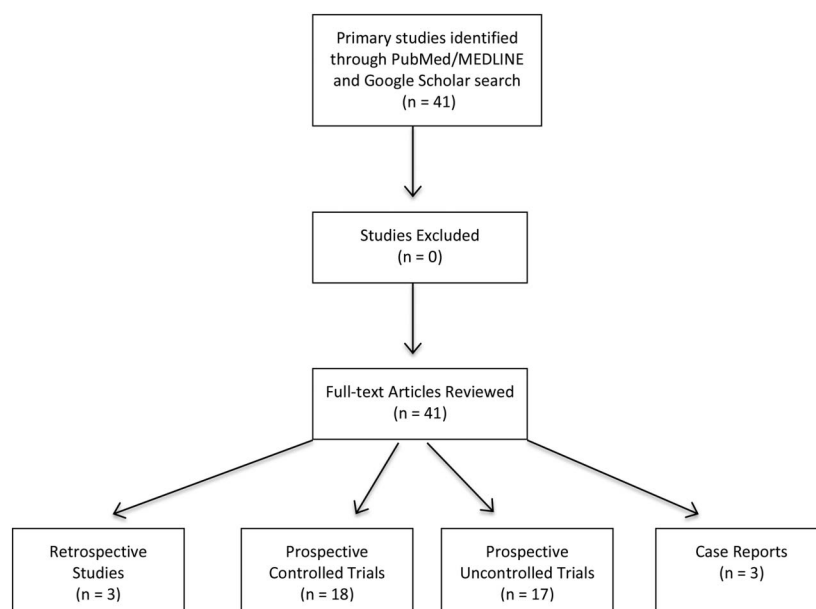 Primary studies identified
through PubMed/MEDLINE
and Google Scholar search
(n = 41)
Studies Excluded
(n = 0)
Full-text Articles Reviewed
(n = 41)
Retrospective
Studies
(n = 3)
Prospective
Controlled Trials
(n = 18)
Prospective
Uncontrolled Trials
(n = 17)
Case Reports
(n = 3)